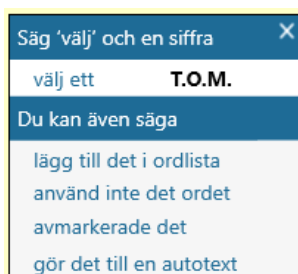 Säg ‘välj’ och en siffra
välj ett T.O.M.
Du kan även säga
lägg till det i ordlista
använd inte det ordet
avmarkerade det
gör det till en autotext